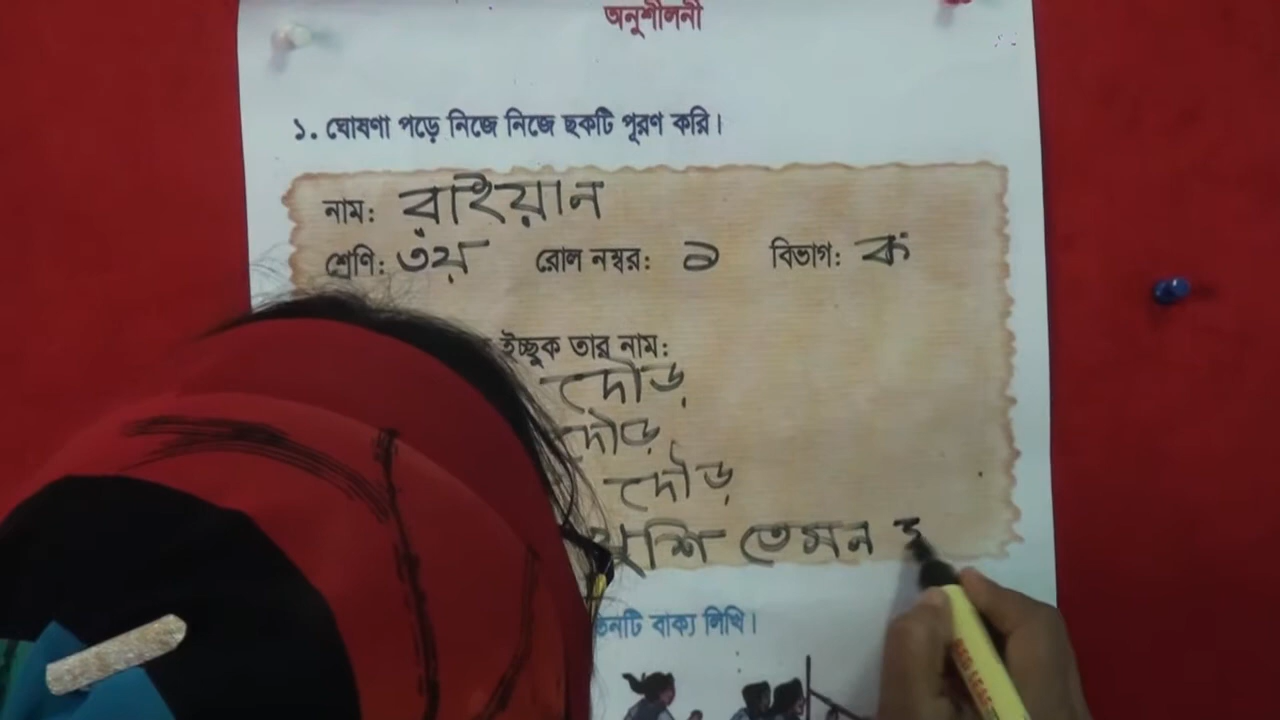 অনুশীলনী
১. ঘোষণা পড়ে নিজে নিজে ছকটি পূরণ করি।
নাম: রাইয়ান
শ্রেণি: ৩য় রোল নম্বর: ১ বিভাগ: ক
ইচ্ছুক তার নাম:
দৌড়
দৌড়
দৌড়
খুশি তেমন
তিনটি বাক্য লিখি।